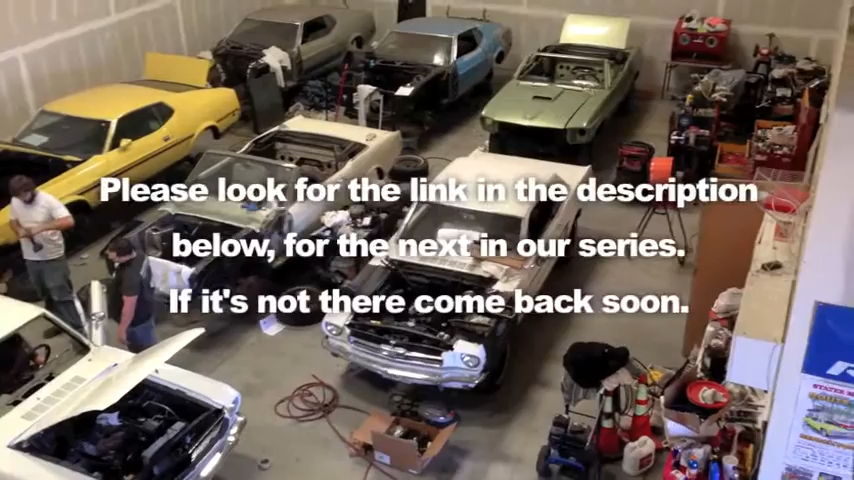 Please look for the link in the description
below, for the next in our series.
If it's not there come back soon.